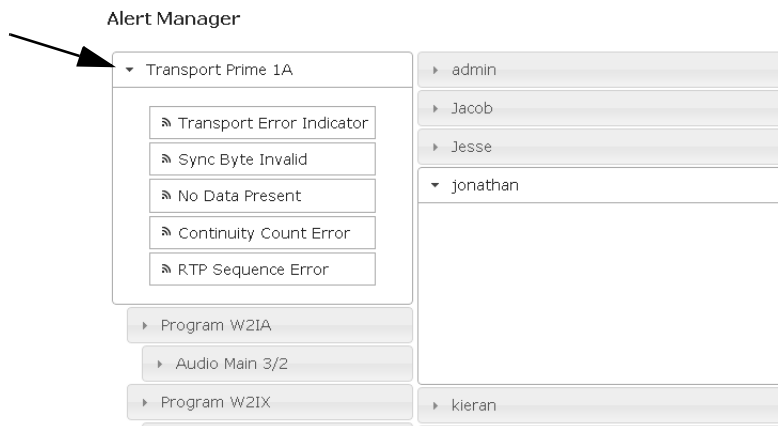 Alert Manager
Transport Prime 1A
Transport Error Indicator
Sync Byte Invalid
No Data Present
Continuity Count Error
RTP Sequence Error
Program W2IA
Audio Main 3/2
Program W2IX
admin
Jacob
Jesse
jonathan
kieran